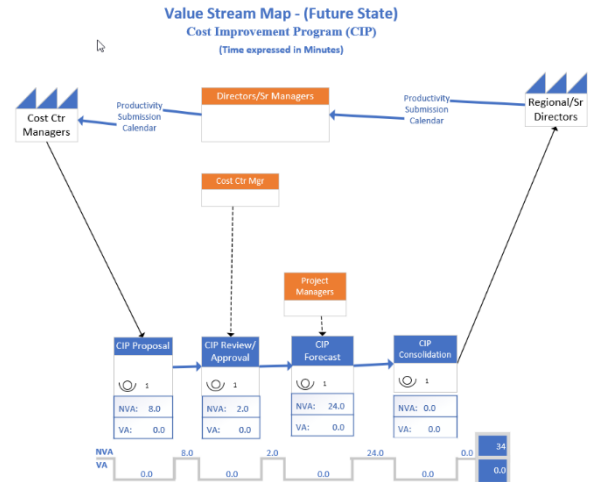 Value Stream Map - (Future State)
Cost Improvement Program (CIP)
(Time expressed in Minutes)
Cost Ctr
Managers
Productivity
Submission
Calendar
Directors/Sr Managers
Productivity
Submission
Calendar
Regional/Sr
Directors
Cost Ctr Mgr
Project
Managers
CIP Proposal
1
NVA: 8.0
VA: 0.0
CIP Review/
Approval
1
NVA: 2.0
VA: 0.0
CIP
Forecast
1
NVA: 24.0
VA: 0.0
CIP
Consolidation
1
NVA: 0.0
VA: 0.0
NVA 8.0 2.0 24.0 0.0 34
VA 0.0 0.0 0.0 0.0 0.0